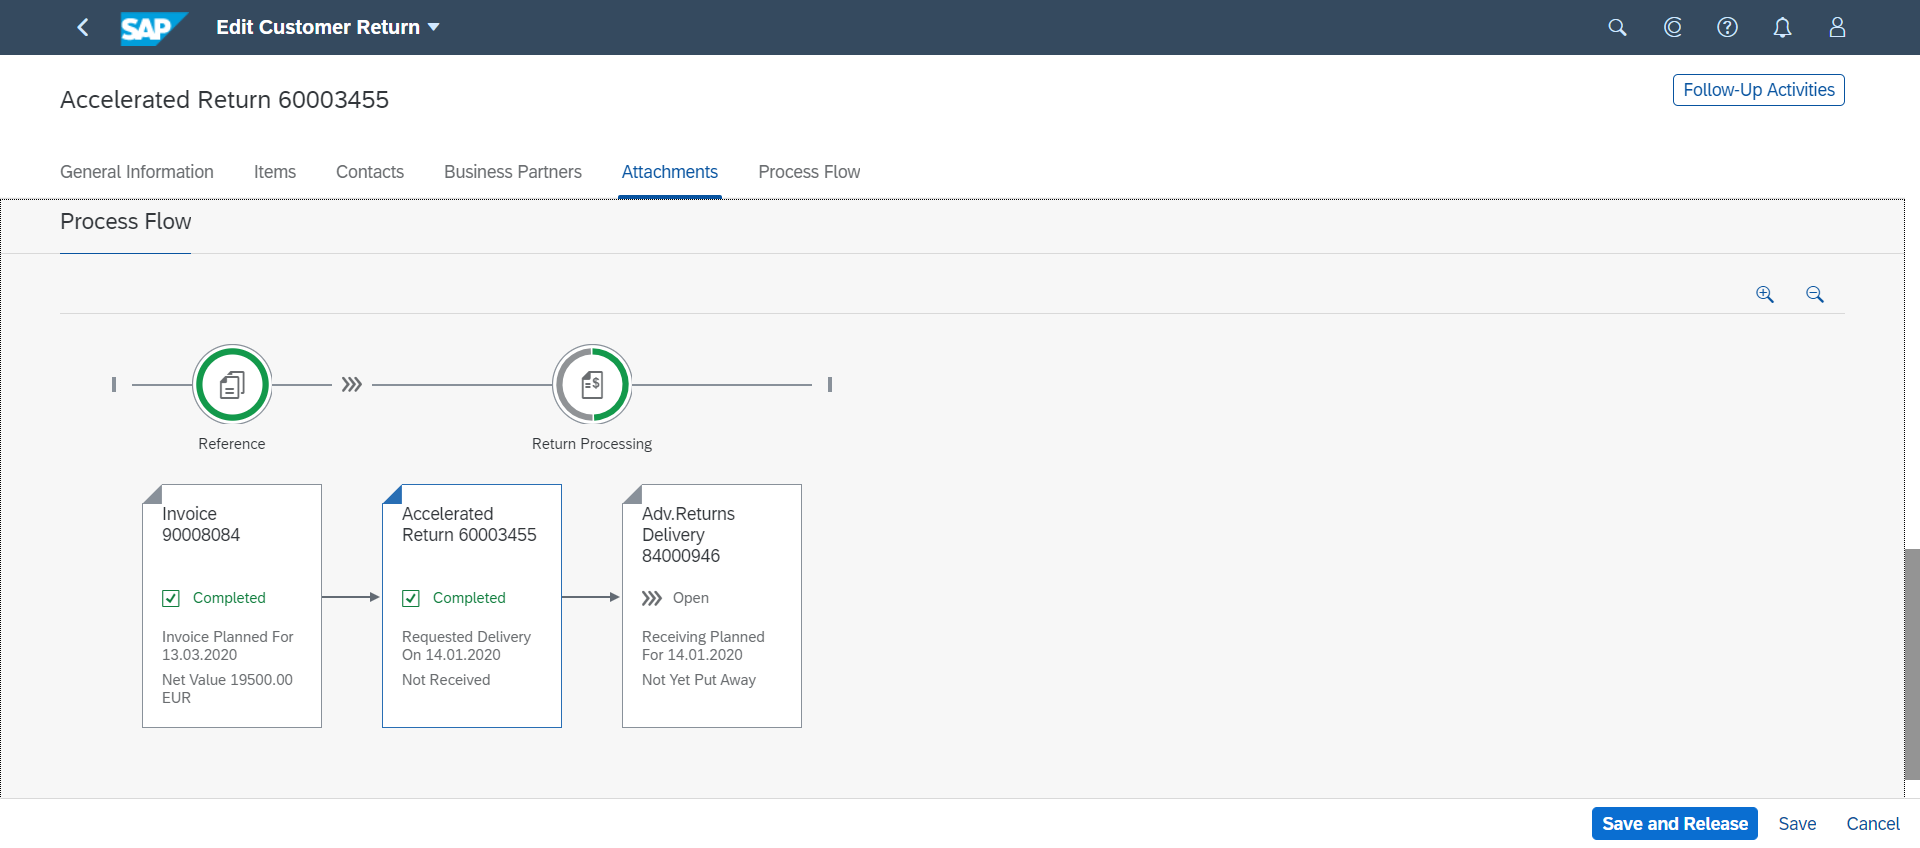 SAP
Edit Customer Return
Accelerated Return 60003455
Follow-Up Activities
General Information
Items
Contacts
Business Partners
Attachments
Process Flow
Process Flow
Reference
Return Processing
Invoice
90008084
Completed
Invoice Planned For
13.03.2020
Net Value 19500.00
EUR
Accelerated
Return 60003455
Completed
Requested Delivery
On 14.01.2020
Not Received
Adv.Returns
Delivery
84000946
Open
Receiving Planned
For 14.01.2020
Not Yet Put Away
Save and Release
Save
Cancel